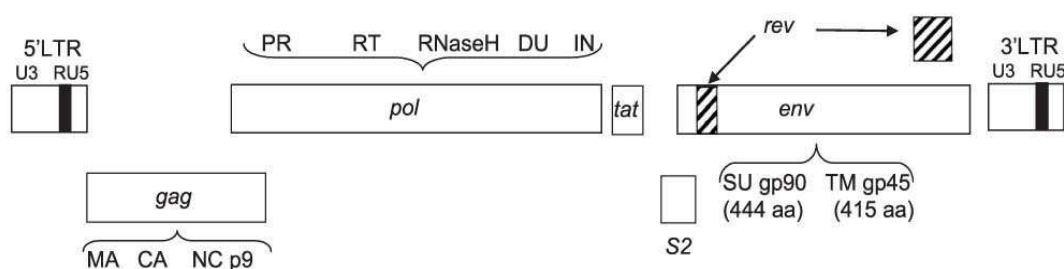 PR RT RNaseH DU IN
rev
5'LTR
3'LTR
U3 RU5
U3 RU5
pol
tat
env
gag
SU gp90 TM gp45
(444 aa) (415 aa)
S2
MA CA NC p9